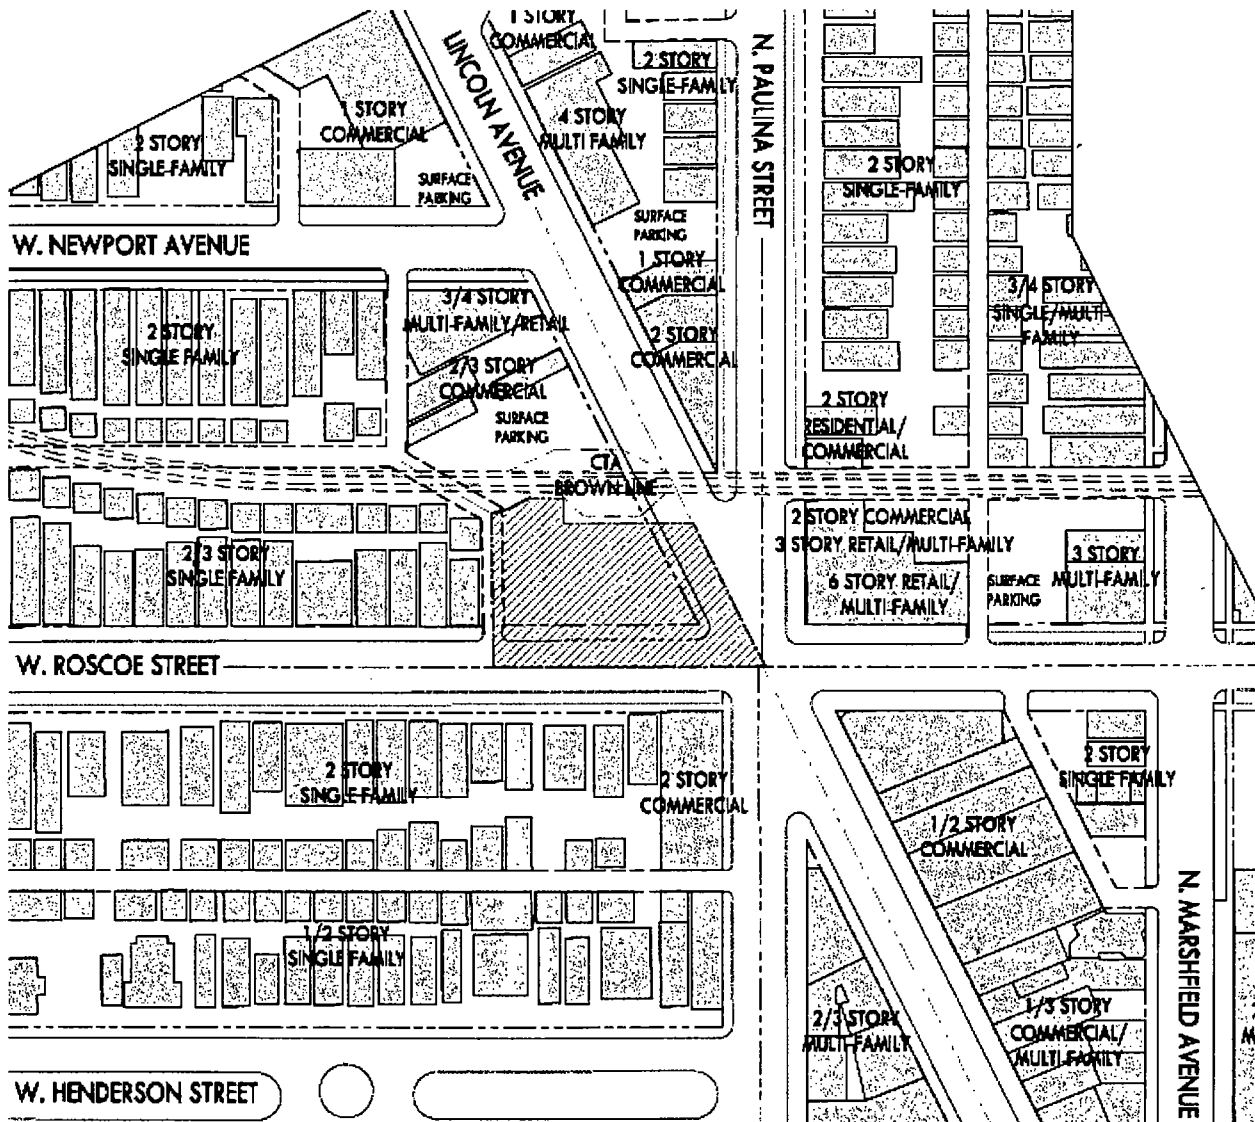 1 STORY
COMMERCIAL
LINCOLN AVENUE
2 STORY
SINGLE-FAMILY
N. PAULINA STREET
1 STORY
COMMERCIAL
4 STORY
MULTI FAMILY
2 STORY
SINGLE-FAMILY
2 STORY
SINGLE-FAMILY
SURFACE
PARKING
SURFACE
PARKING
W. NEWPORT AVENUE
1 STORY
COMMERCIAL
3/4 STORY
MULTI-FAMILY/RETAIL
3/4 STORY
SINGLE/MULTI-
FAMILY
2 STORY
SINGLE FAMILY
2 STORY
COMMERCIAL
2/3 STORY
COMMERCIAL
SURFACE
PARKING
2 STORY
RESIDENTIAL/
COMMERCIAL
CTA
BROWN LINE
2 STORY COMMERCIAL
3 STORY RETAIL/MULTI-FAMILY
6 STORY RETAIL/
MULTI-FAMILY
SURFACE
PARKING
3 STORY
MULTI-FAMILY
2/3 STORY
SINGLE FAMILY
W. ROSCOE STREET
2 STORY
SINGLE-FAMILY
2 STORY
COMMERCIAL
2 STORY
SINGLE FAMILY
1/2 STORY
COMMERCIAL
N. MARSHFIELD AVENUE
1/2 STORY
SINGLE FAMILY
2/3 STORY
MULTI-FAMILY
1/3 STORY
COMMERCIAL/
MULTI-FAMILY
W. HENDERSON STREET